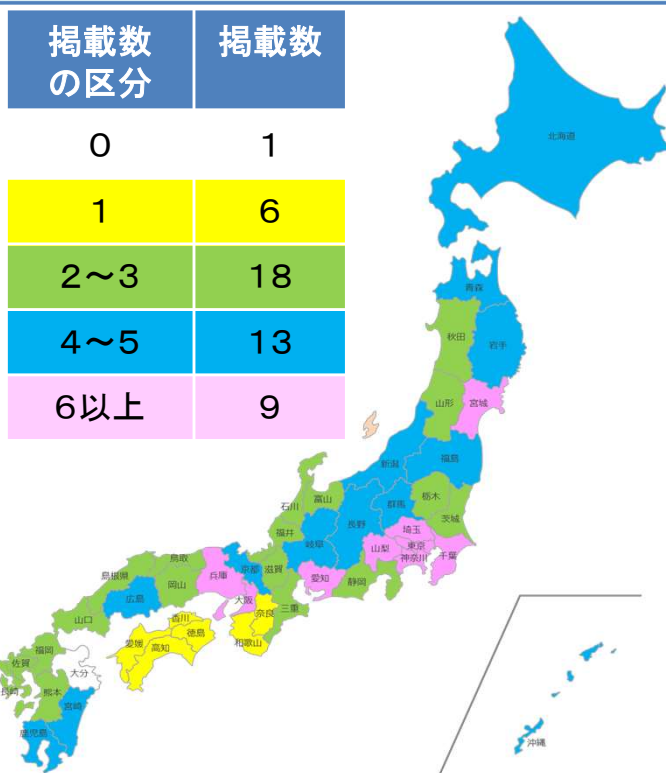 掲載数
の区分
掲載数
0
1
1
6
2～3
18
4～5
13
6以上
9
北海道
青森
秋田
岩手
山形
宮城
新潟
福島
石川
富山
群馬
栃木
福井
長野
茨城
岐阜
埼玉
山梨
東京
神奈川
千葉
鳥取
島根県
兵庫
京都
滋賀
愛知
静岡
岡山
広島
大阪
三重
奈良
山口
香川
徳島
愛媛
高知
和歌山
福岡
佐賀
大分
長崎
熊本
宮崎
鹿児島
沖縄